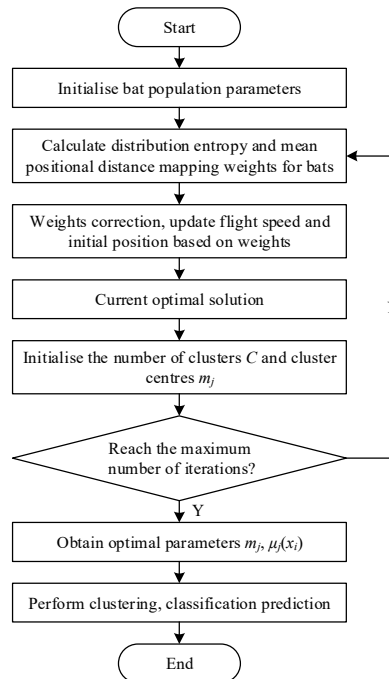 Start
Initialise bat population parameters
Calculate distribution entropy and mean
positional distance mapping weights for bats
Weights correction, update flight speed and
initial position based on weights
Current optimal solution
Initialise the number of clusters C and cluster
centres mj
Reach the maximum
number of iterations?
Y
Obtain optimal parameters mj, μj(xi)
Perform clustering, classification prediction
End